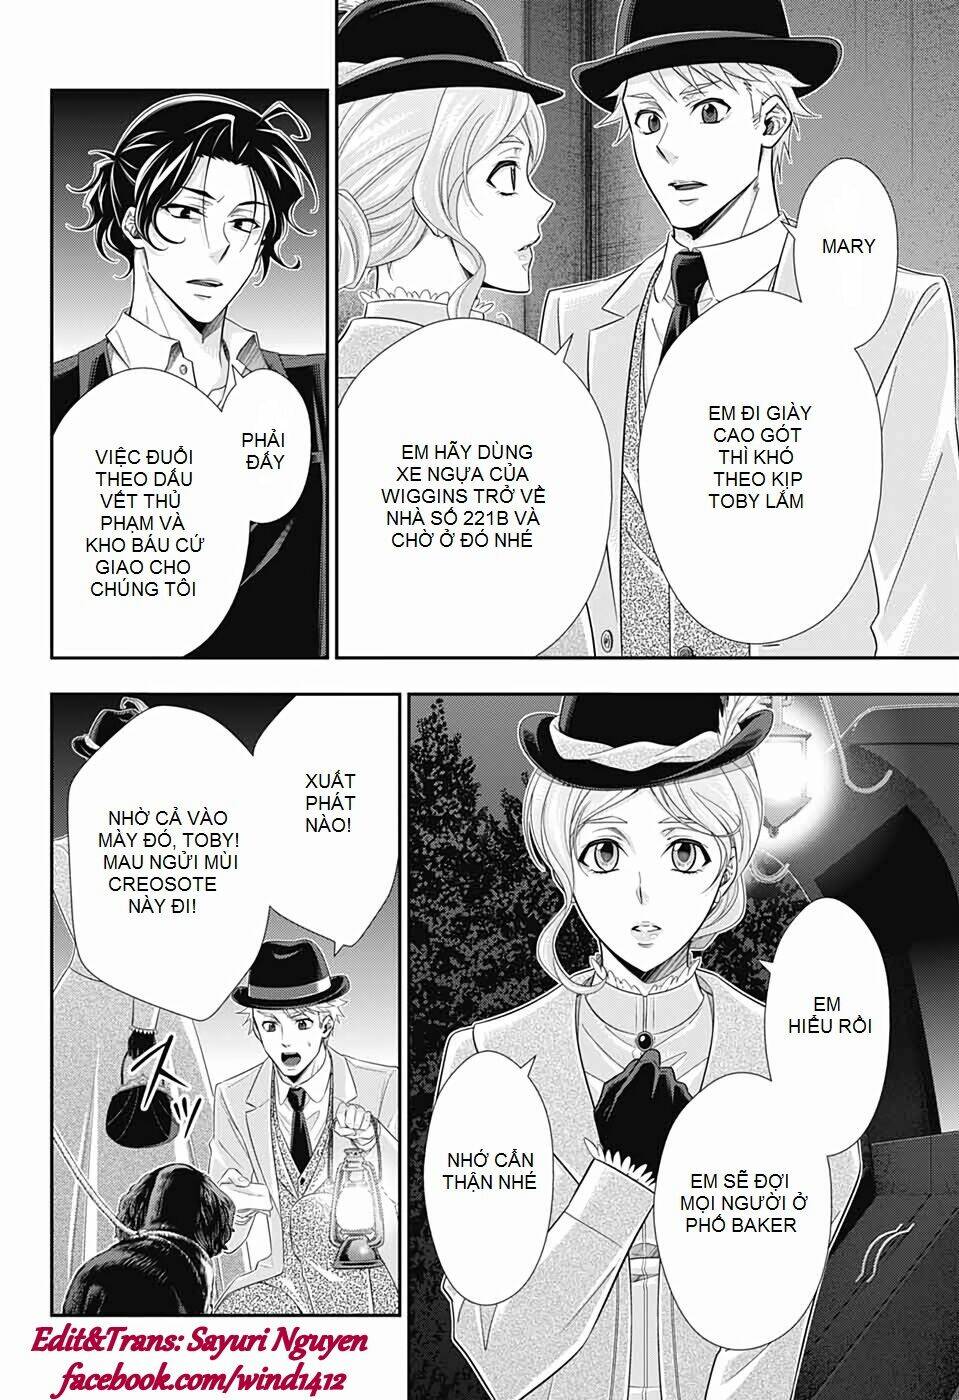 MARY
EM ĐI GIÀY
CAO GÓT
THÌ KHÓ
THEO KỊP
TOBY LẮM
EM HÃY DÙNG
XE NGỰA CỦA
WIGGINS TRỞ VỀ
NHÀ SỐ 221B VÀ
CHỜ Ở ĐÓ NHÉ
PHẢI
ĐẤY
VIỆC ĐUỔI
THEO DẤU
VẾT THỦ
PHẠM VÀ
KHO BÁU CỨ
GIAO CHO
CHÚNG TÔI
EM
HIỂU RỒI
EM SẼ ĐỢI
MỌI NGƯỜI Ở
PHỐ BAKER
NHỚ CẨN
THẬN NHÉ
XUẤT
PHÁT
NÀO!
NHỜ CẢ VÀO
MÀY ĐÓ, TOBY!
MAU NGỬI MÙI
CREOSOTE
NÀY ĐI!
Edit&Trans: Sayuri Nguyen
facebook.com/wind1412